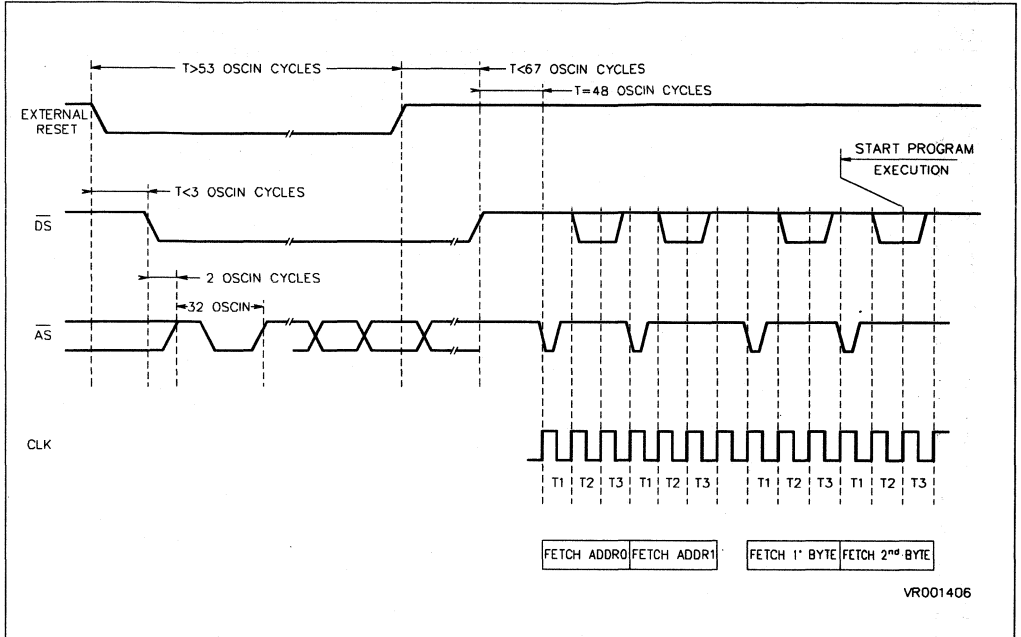 T>53 OSCIN CYCLES
T<67 OSCIN CYCLES
T=48 OSCIN CYCLES
EXTERNAL
RESET
START PROGRAM
EXECUTION
T<3 OSCIN CYCLES
DS
2 OSCIN CYCLES
32 OSCIN
AS
CLK
T1 T2 T3 T1 T2 T3 T1 T2 T3 T1 T2 T3
FETCH ADDR0 FETCH ADDR1 FETCH 1° BYTE FETCH 2nd BYTE
VR001406